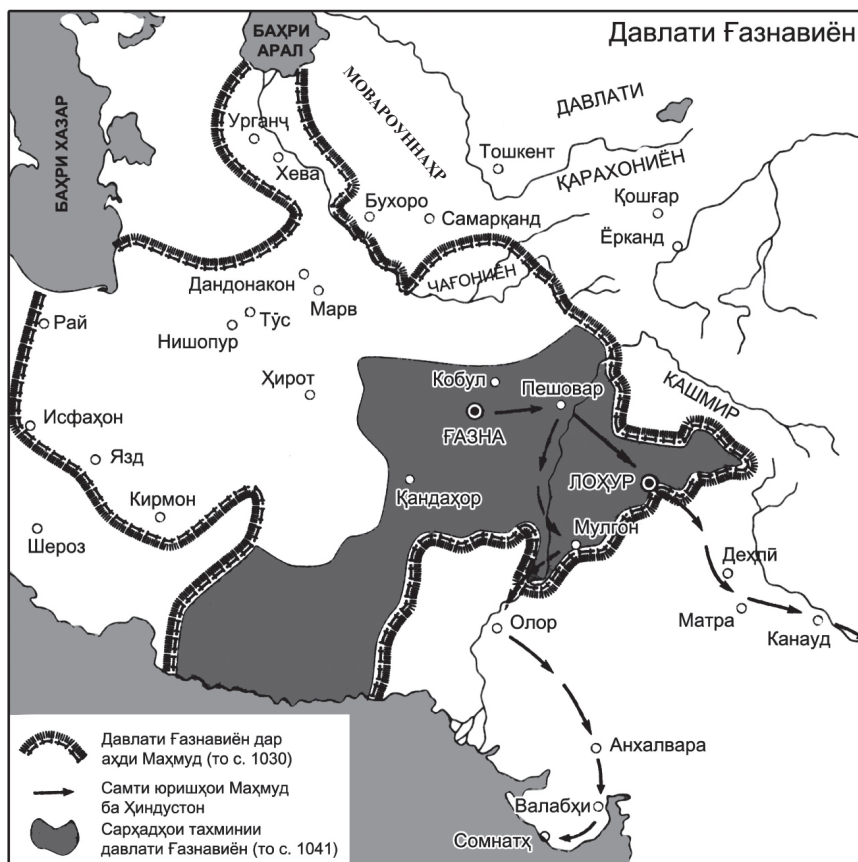 Давлати Ғазнавиён
БАҲРИ
АРАЛ
БАҲРИ ХАЗАР
МОВАРОУННАҲР
ДАВЛАТИ
ҚАРАХОНИЁН
Урганҷ
Хева
Тошкент
Бухоро
Самарқанд
Қошғар
Ёрканд
ЧАҒОНИЁН
Дандонакон
Марв
Тӯс
Нишопур
Рай
Ҳирот
Кобул
Пешовар
КАШМИР
ҒАЗНА
Исфаҳон
Язд
Қандаҳор
ЛОҲУР
Кирмон
Шероз
Мулгон
Деҳлӣ
Матра
Канауд
Олор
Анхалвара
Валабҳи
Сомнатҳ
Давлати Ғазнавиён дар
аҳди Маҳмуд (то с. 1030)
Самти юришҳои Маҳмуд
ба Ҳиндустон
Сарҳадҳои тахминии
давлати Ғазнавиён (то с. 1041)